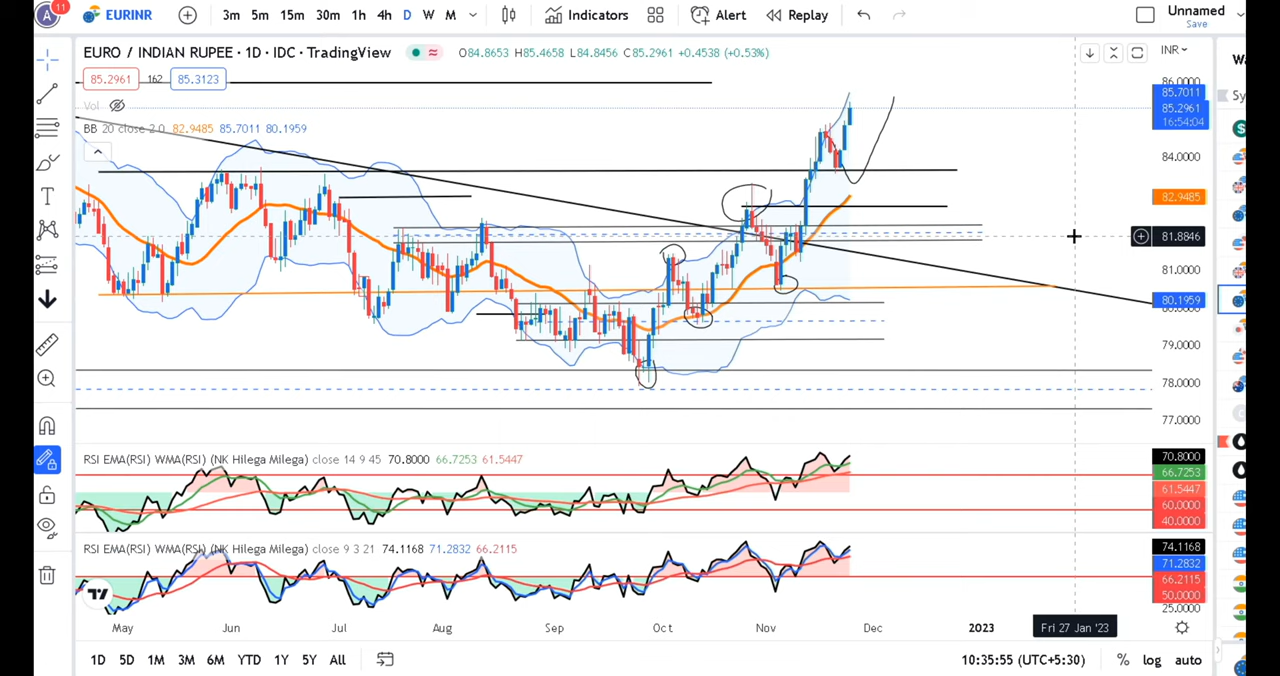 A 11 EURINR 3m 5m 15m 30m 1h 4h D W M Indicators Alert Replay Unnamed
Save
EURO / INDIAN RUPEE · 1D · IDC · TradingView O84.8653 H85.4658 L84.8456 C85.2961 +0.4538 (+0.53%) INR
85.2961 162 85.3123
Vol
BB 20 close 2 0 82.9485 85.7011 80.1959
86.0000
85.7011
85.2961
16:54:04
84.0000
82.9485
81.8846
81.0000
80.1959
80.0000
79.0000
78.0000
77.0000
RSI EMA(RSI) WMA(RSI) (NK Hilega Milega) close 14 9 45 70.8000 66.7253 61.5447
70.8000
66.7253
61.5447
60.0000
40.0000
RSI EMA(RSI) WMA(RSI) (NK Hilega Milega) close 9 3 21 74.1168 71.2832 66.2115
74.1168
71.2832
66.2115
50.0000
25.0000
May Jun Jul Aug Sep Oct Nov Dec 2023 Fri 27 Jan '23
1D 5D 1M 3M 6M YTD 1Y 5Y All 10:35:55 (UTC+5:30) % log auto